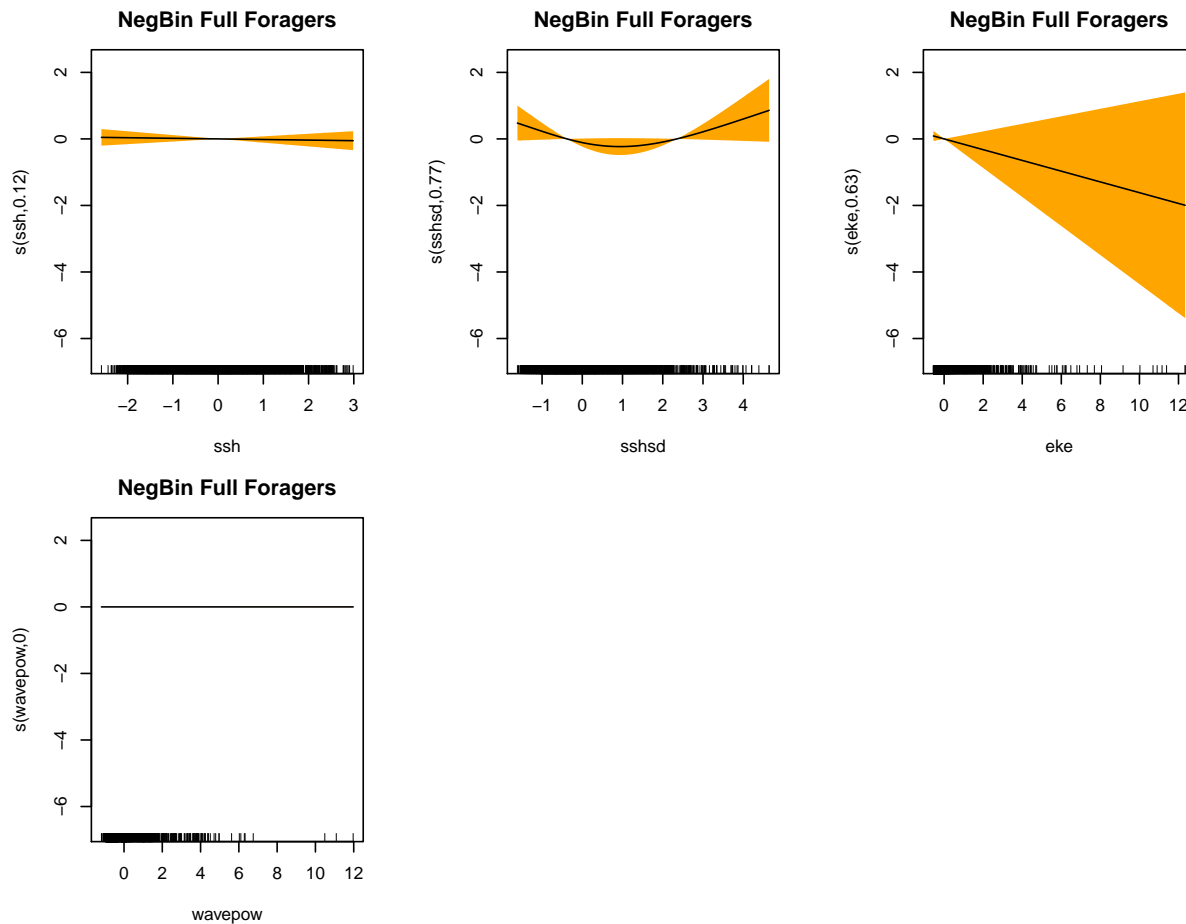 NegBin Full Foragers
s(ssh,0.12)
2
0
−2
−4
−6
−2 −1 0 1 2 3
ssh
NegBin Full Foragers
s(sshsd,0.77)
2
0
−2
−4
−6
−1 0 1 2 3 4
sshsd
NegBin Full Foragers
s(eke,0.63)
2
0
−2
−4
−6
0 2 4 6 8 10 12
eke
NegBin Full Foragers
s(wavepow,0)
2
0
−2
−4
−6
0 2 4 6 8 10 12
wavepow